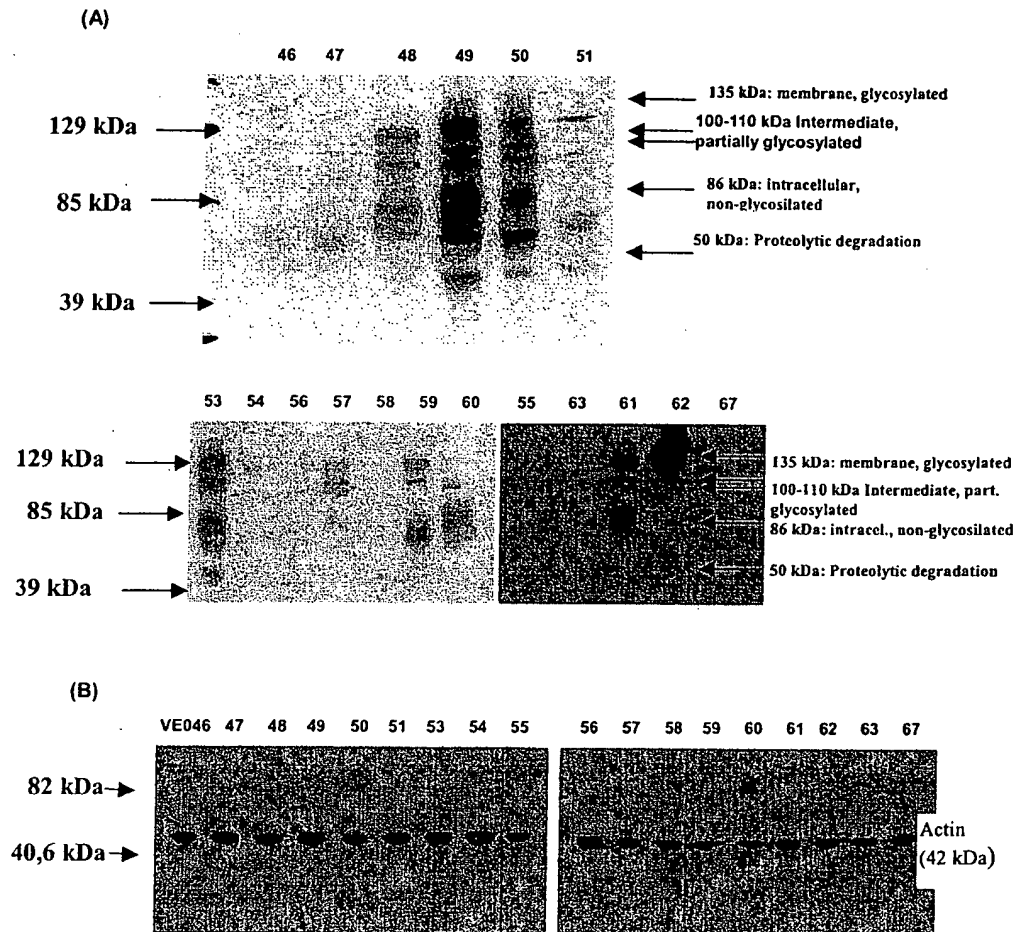 (A)
46 47 48 49 50 51
129 kDa
85 kDa
39 kDa
135 kDa: membrane, glycosylated
100-110 kDa Intermediate,
partially glycosylated
86 kDa: intracellular,
non-glycosilated
50 kDa: Proteolytic degradation
53 54 56 57 58 59 60 55 63 61 62 67
129 kDa
85 kDa
39 kDa
135 kDa: membrane, glycosylated
100-110 kDa Intermediate, part.
glycosylated
86 kDa: intracel., non-glycosilated
50 kDa: Proteolytic degradation
(B)
VE046 47 48 49 50 51 53 54 55 56 57 58 59 60 61 62 63 67
82 kDa
40,6 kDa
Actin
(42 kDa)